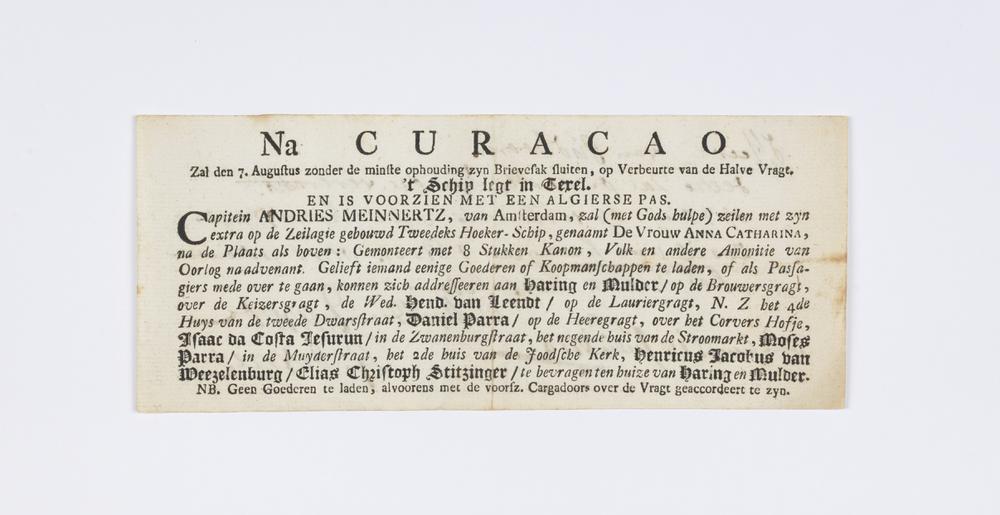 Na CURACAO
Zal den 7. Augustus zonder de minste ophouding zyn Brievesak sluiten, op Verbeurte van de Halve Vragt.
't Schip legt in Texel.
EN IS VOORZIEN MET EEN ALGIERSE PAS.
Capitein ANDRIES MEINNERTZ, van Amsterdam, zal (met Gods hulpe) zeilen met zyn
extra op de Zeilagie gebouwd Tweedeks Hoeker-Schip, genaamt De Vrouw ANNA CATHARINA,
na de Plaats als boven: Gemonteert met 8 Stukken Kanon, Volk en andere Amonitie van
Oorlog na advenant. Gelieft iemand eenige Goederen of Koopmanschappen te laden, of als Passa-
giers mede over te gaan, konnen zich addresseeren aan Haring en Mulder/ op de Brouwersgragt,
over de Keizersgragt, de Wed. Hend. van Leendt/ op de Lauriergragt, N. Z het 4de
Huys van de tweede Dwarsstraat, Daniel Parra/ op de Heeregragt, over het Corvers Hofje,
Isaac da Costa Jesurun/ in de Zwanenburgstraat, het negende huis van de Stroomarkt, Moses
Parra/ in de Muyderstraat, het 2de huis van de Joodsche Kerk, Henricus Jacobus van
Weezelenburg/ Elias Christoph Stitzinger/ te bevragen ten huize van Haring en Mulder.
NB. Geen Goederen te laden, alvoorens met de voorsz. Cargadoors over de Vragt geaccordeert te zyn.